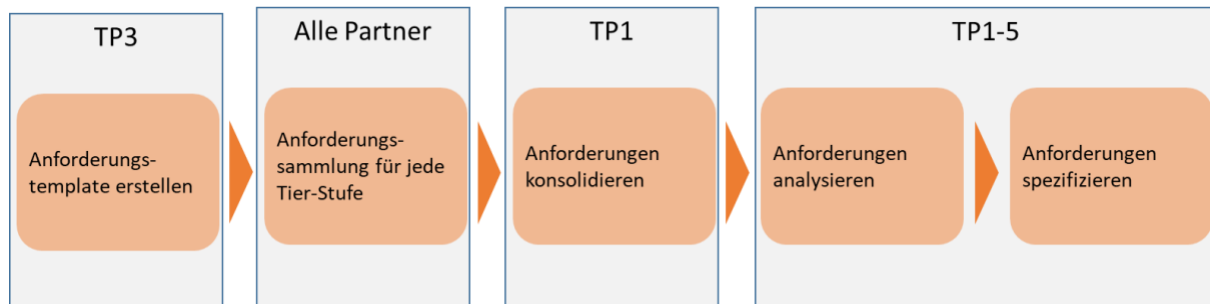 TP3
Anforderungs-
template erstellen
Alle Partner
Anforderungs-
sammlung für jede
Tier-Stufe
TP1
Anforderungen
konsolidieren
TP1-5
Anforderungen
analysieren
Anforderungen
spezifizieren